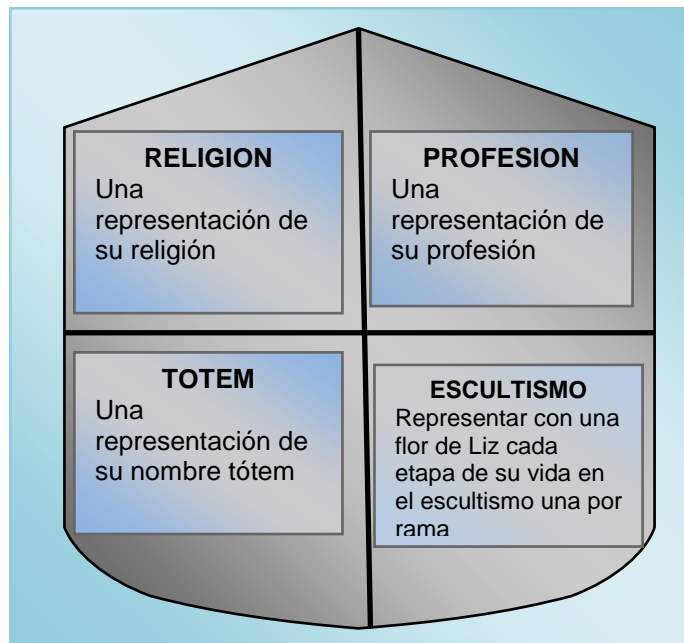 RELIGION
Una
representación de
su religión
PROFESION
Una
representación de
su profesión
TOTEM
Una
representación de
su nombre tótem
ESCULTISMO
Representar con una
flor de Liz cada
etapa de su vida en
el escultismo una por
rama